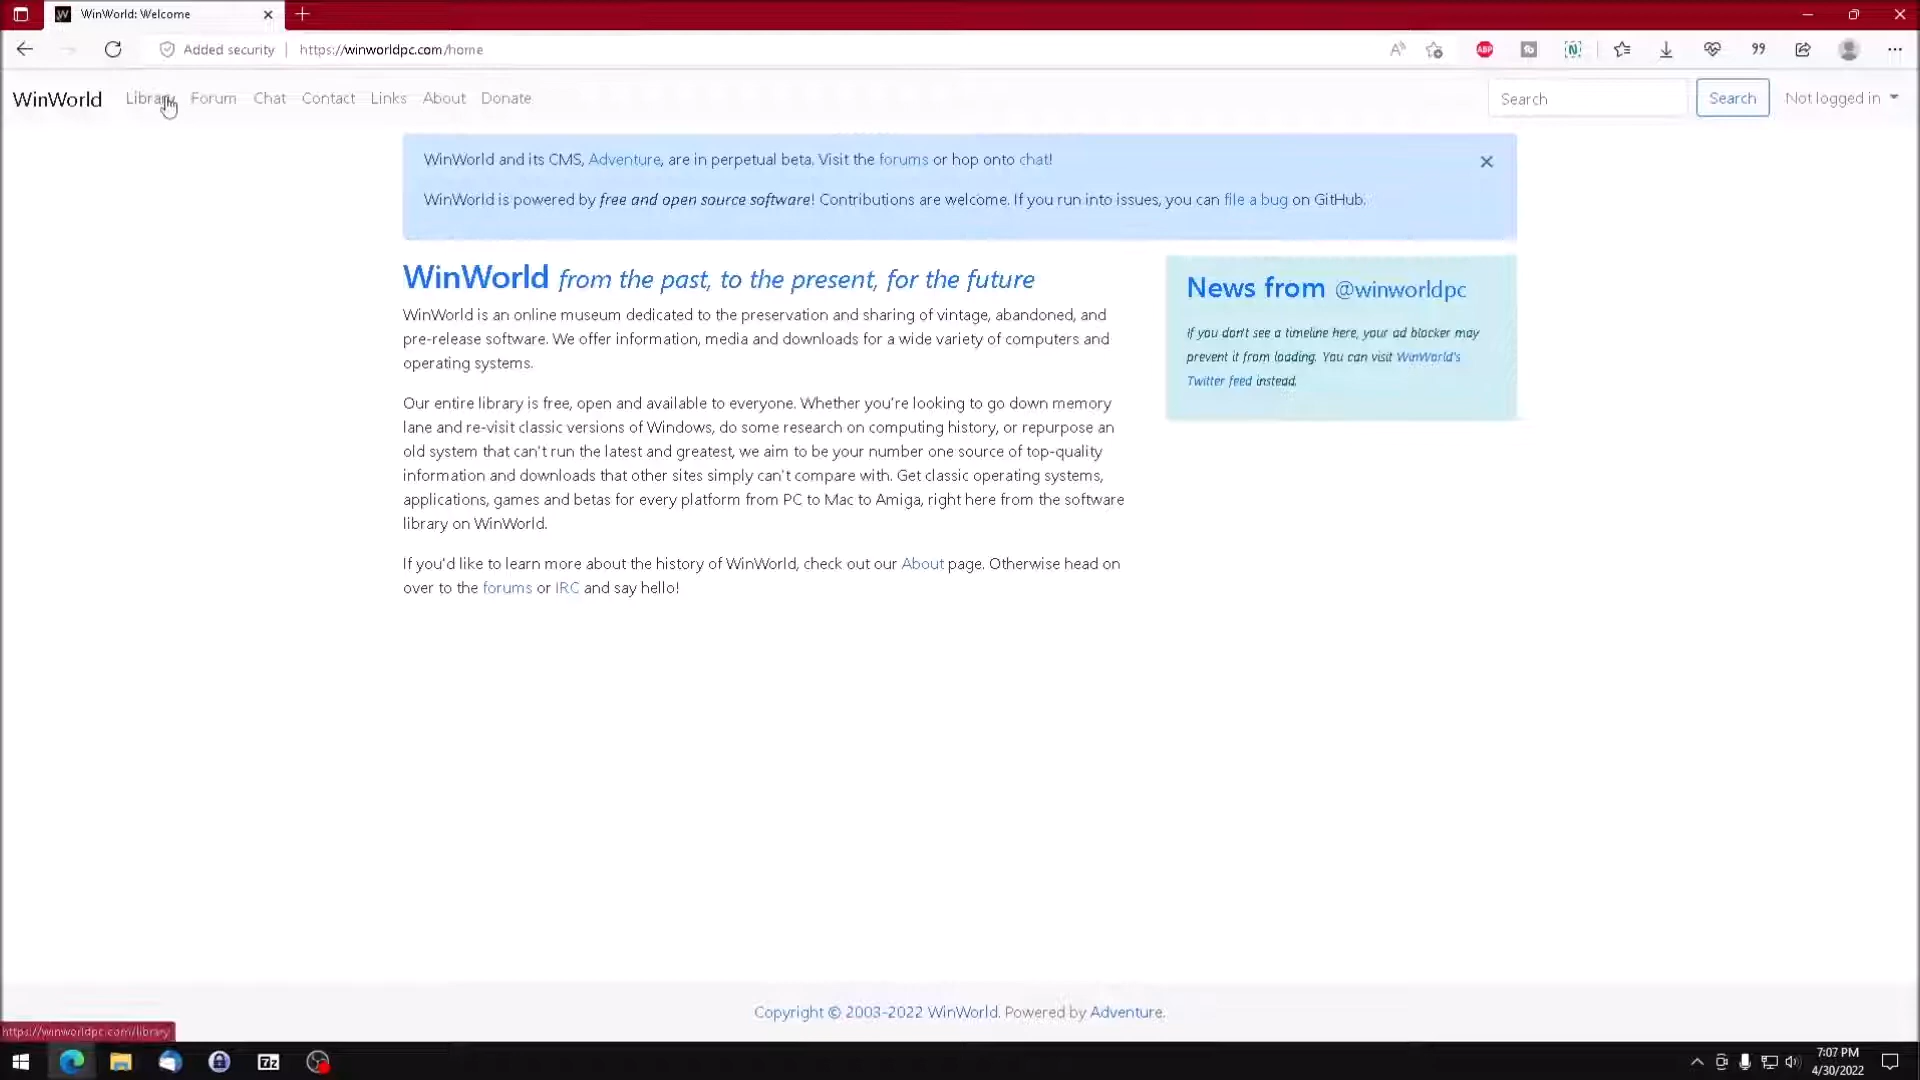 WinWorld: Welcome
Added security
https://winworldpc.com/home
ABP
WinWorld
Library
Forum
Chat
Contact
Links
About
Donate
Search
Search
Not logged in
WinWorld and its CMS, Adventure, are in perpetual beta. Visit the forums or hop onto chat!
WinWorld is powered by free and open source software! Contributions are welcome. If you run into issues, you can file a bug on GitHub.
WinWorld from the past, to the present, for the future
WinWorld is an online museum dedicated to the preservation and sharing of vintage, abandoned, and
pre-release software. We offer information, media and downloads for a wide variety of computers and
operating systems.
Our entire library is free, open and available to everyone. Whether you're looking to go down memory
lane and re-visit classic versions of Windows, do some research on computing history, or repurpose an
old system that can't run the latest and greatest, we aim to be your number one source of top-quality
information and downloads that other sites simply can't compare with. Get classic operating systems,
applications, games and betas for every platform from PC to Mac to Amiga, right here from the software
library on WinWorld.
If you'd like to learn more about the history of WinWorld, check out our About page. Otherwise head on
over to the forums or IRC and say hello!
News from @winworldpc
If you don't see a timeline here, your ad blocker may
prevent it from loading. You can visit WinWorld's
Twitter feed instead.
Copyright © 2003-2022 WinWorld. Powered by Adventure.
https://winworldpc.com/library
7z
7:07 PM
4/30/2022